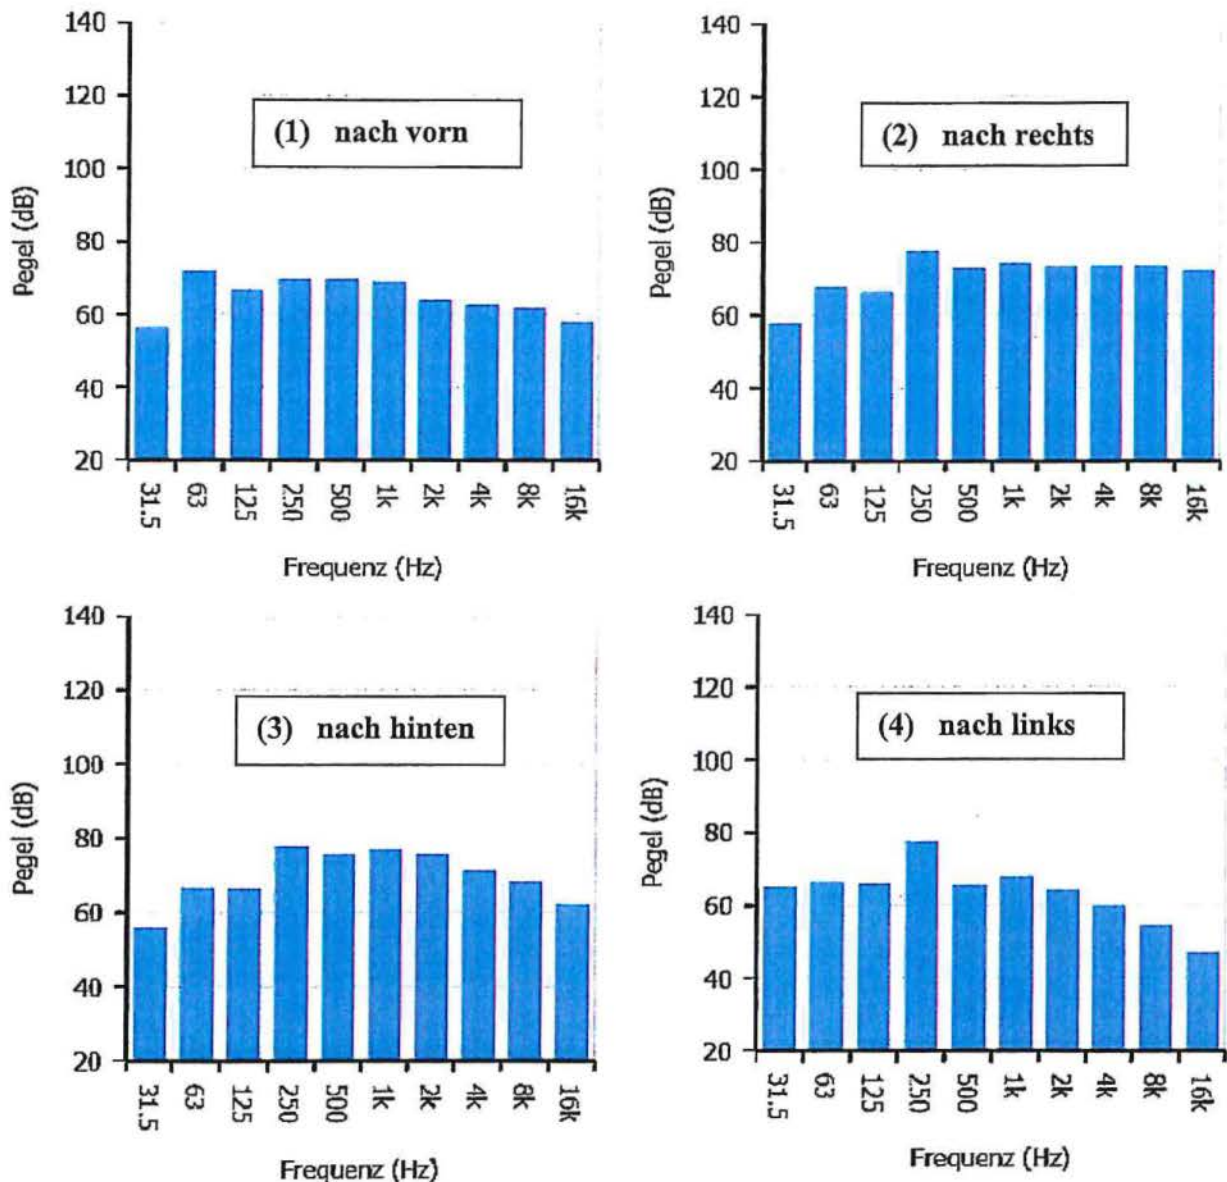 (1) nach vorn
Pegel (dB)
140
120
100
80
60
40
20
31.5
63
125
250
500
1k
2k
4k
8k
16k
Frequenz (Hz)
(2) nach rechts
Pegel (dB)
140
120
100
80
60
40
20
31.5
63
125
250
500
1k
2k
4k
8k
16k
Frequenz (Hz)
(3) nach hinten
Pegel (dB)
140
120
100
80
60
40
20
31.5
63
125
250
500
1k
2k
4k
8k
16k
Frequenz (Hz)
(4) nach links
Pegel (dB)
140
120
100
80
60
40
20
31.5
63
125
250
500
1k
2k
4k
8k
16k
Frequenz (Hz)